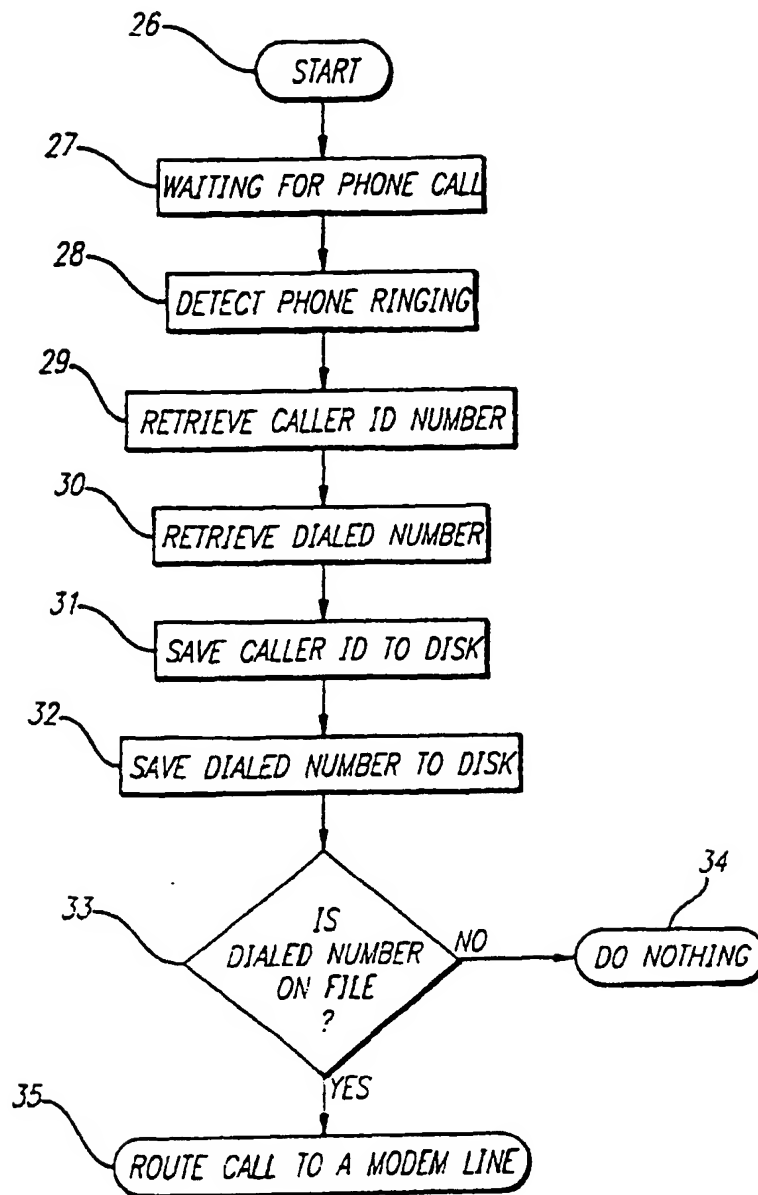 26
START
27
WAITING FOR PHONE CALL
28
DETECT PHONE RINGING
29
RETRIEVE CALLER ID NUMBER
30
RETRIEVE DIALED NUMBER
31
SAVE CALLER ID TO DISK
32
SAVE DIALED NUMBER TO DISK
33
IS
DIALED NUMBER
ON FILE
?
NO
34
DO NOTHING
YES
35
ROUTE CALL TO A MODEM LINE